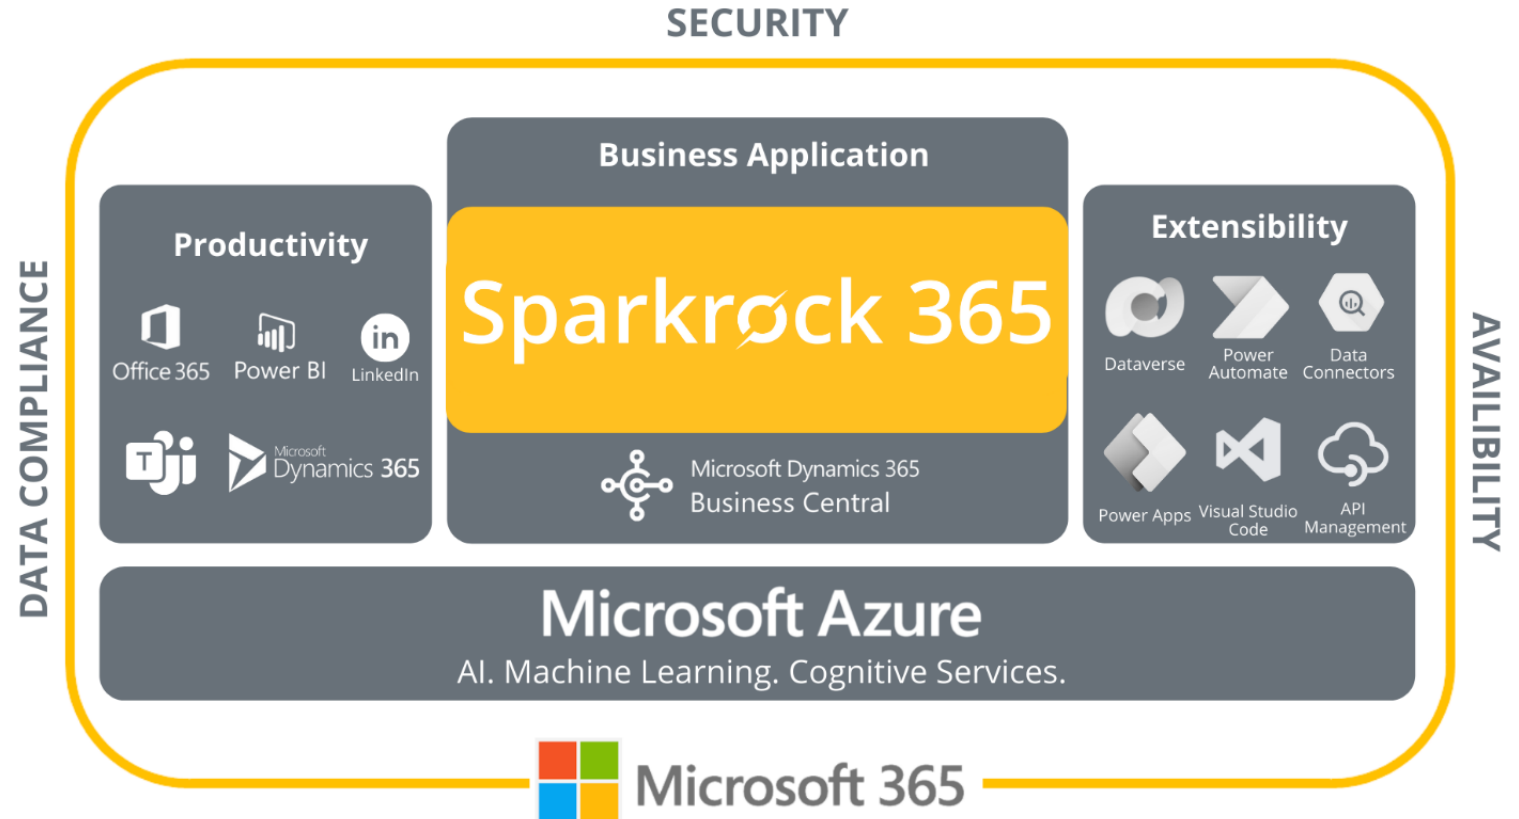 SECURITY
DATA COMPLIANCE
Productivity
Office 365
Power BI
in
LinkedIn
T
Microsoft
Dynamics 365
Business Application
Sparkrock 365
Microsoft Dynamics 365
Business Central
Extensibility
Dataverse
Power
Automate
Data
Connectors
Power Apps
Visual Studio
Code
API
Management
AVAILIBILITY
Microsoft Azure
AI. Machine Learning. Cognitive Services.
Microsoft 365